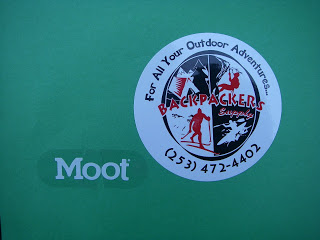 For All Your Outdoor Adventures...
BACKPACKERS
Supply
(253) 472-4402
Moot